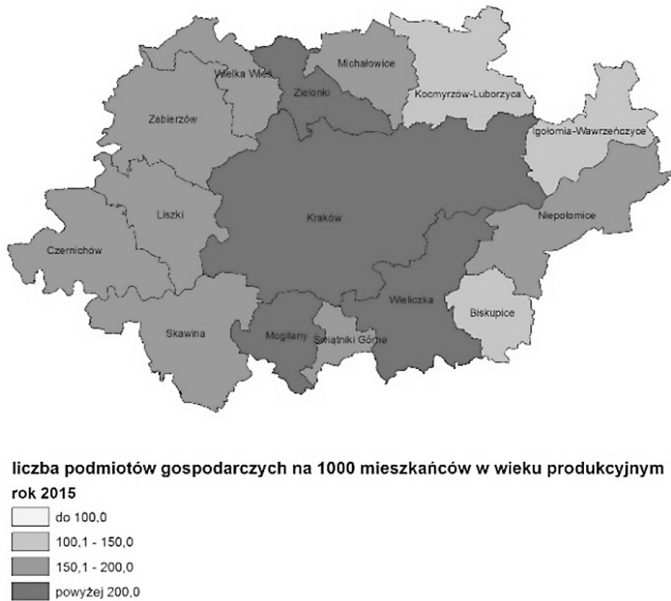 Michałowice
Wielka Wieś
Zielonki
Kocmyrzów-Luborzyca
Zabierzów
Igołomia-Wawrzeńczyce
Liszki
Kraków
Niepołomice
Czernichów
Wieliczka
Biskupice
Skawina
Mogilany
Świątniki Górne
liczba podmiotów gospodarczych na 1000 mieszkańców w wieku produkcyjnym
rok 2015
do 100,0
100,1 - 150,0
150,1 - 200,0
powyżej 200,0